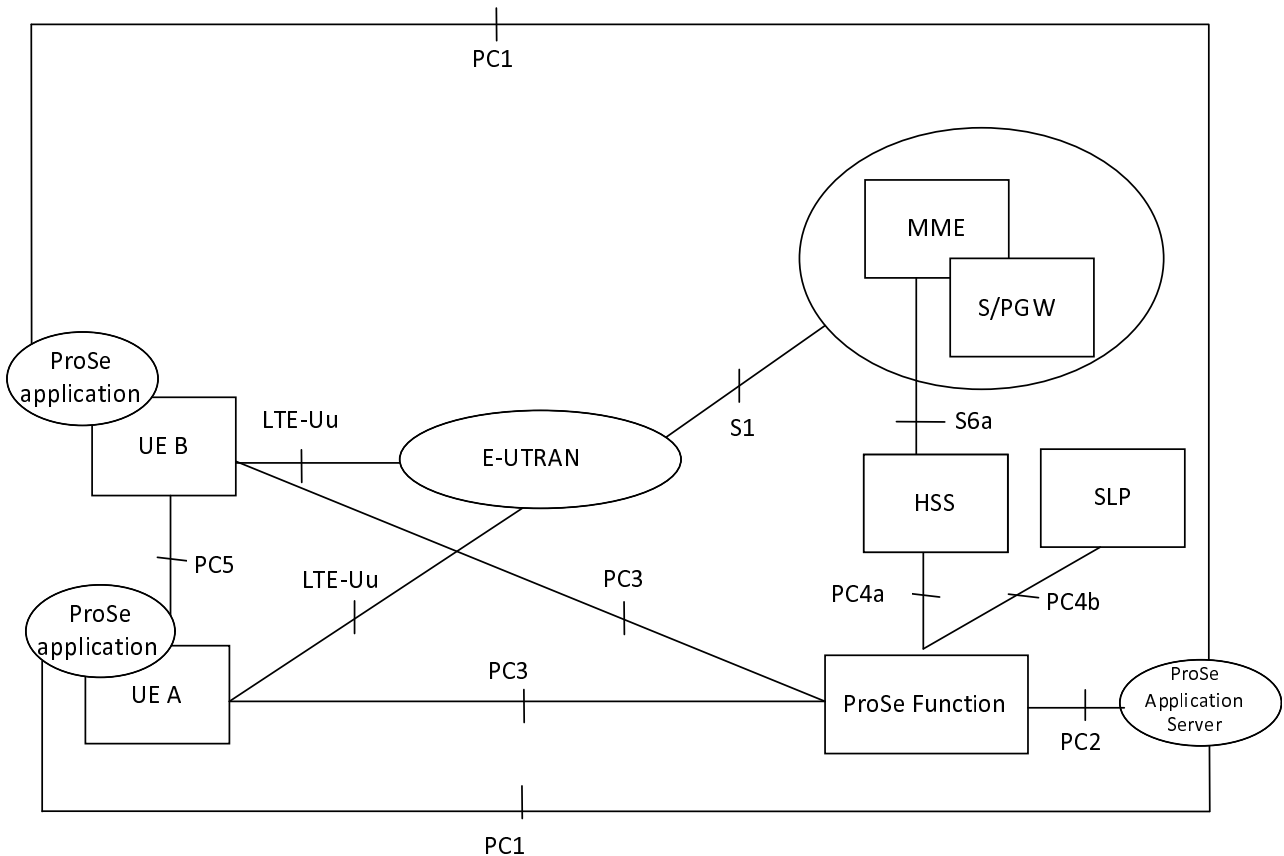 PC1
MME
S/PGW
ProSe
application
UE B
LTE-Uu
E-UTRAN
S1
S6a
HSS
SLP
PC5
LTE-Uu
PC3
PC4a
PC4b
ProSe
application
UE A
PC3
ProSe Function
PC2
ProSe
Application
Server
PC1